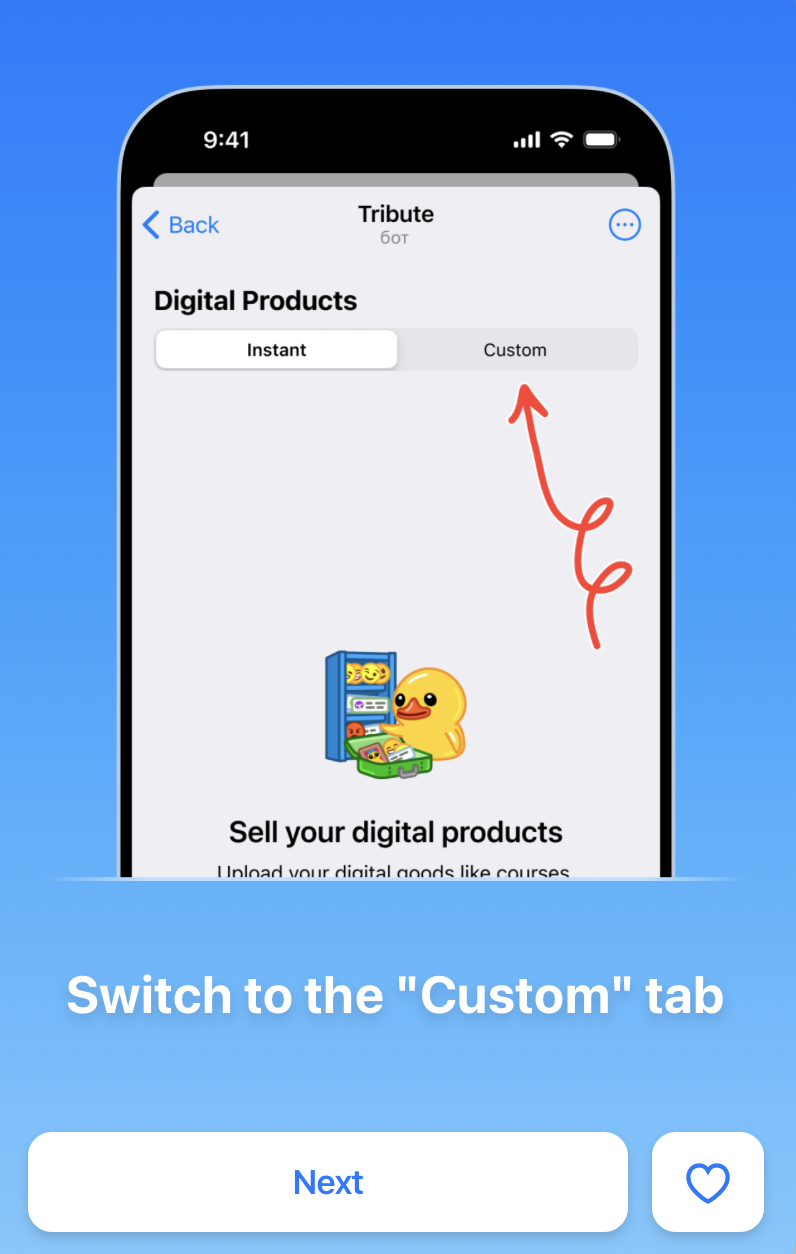 9:41
Back
Tribute
бот
Digital Products
Instant
Custom
Sell your digital products
Upload your digital goods like courses
Switch to the "Custom" tab
Next